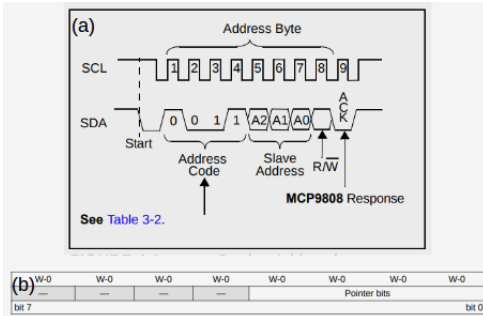 (a)
Address Byte
SCL 1 2 3 4 5 6 7 8 9
A
C
K
SDA 0 0 1 1 A2 A1 A0
Start
Address
Code
Slave
Address
R/W
MCP9808 Response
See Table 3-2.
(b)
W-0 W-0 W-0 W-0 W-0 W-0 W-0 W-0
— — — — Pointer bits
bit 7 bit 0